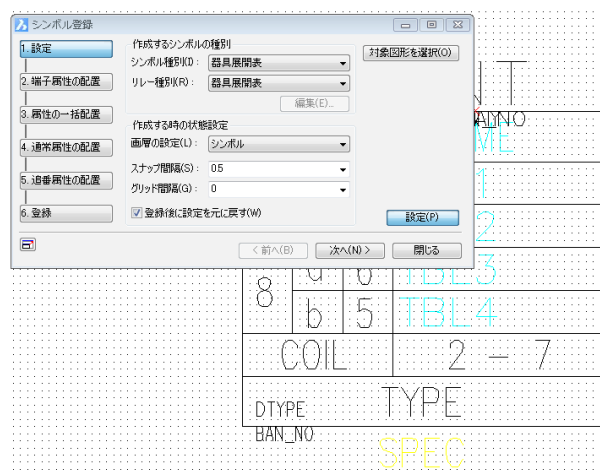 シンボル登録
1. 設定
2. 端子属性の配置
3. 属性の一括配置
4. 通常属性の配置
5. 追番属性の配置
6. 登録
作成するシンボルの種別
シンボル種別(I):
器具展開表
リレー種別(R):
器具展開表
編集(E)...
対象図形を選択(O)
作成する時の状態設定
画層の設定(L):
シンボル
スナップ間隔(S):
0.5
グリッド間隔(G):
0
登録後に設定を元に戻す(W)
設定(P)
< 前へ(B)
次へ(N) >
閉じる
NT
ME
1
2
8
a
6
TBL3
b
5
TBL4
COIL
2 - 7
DTYPE
TYPE
BAN_NO
SPEC